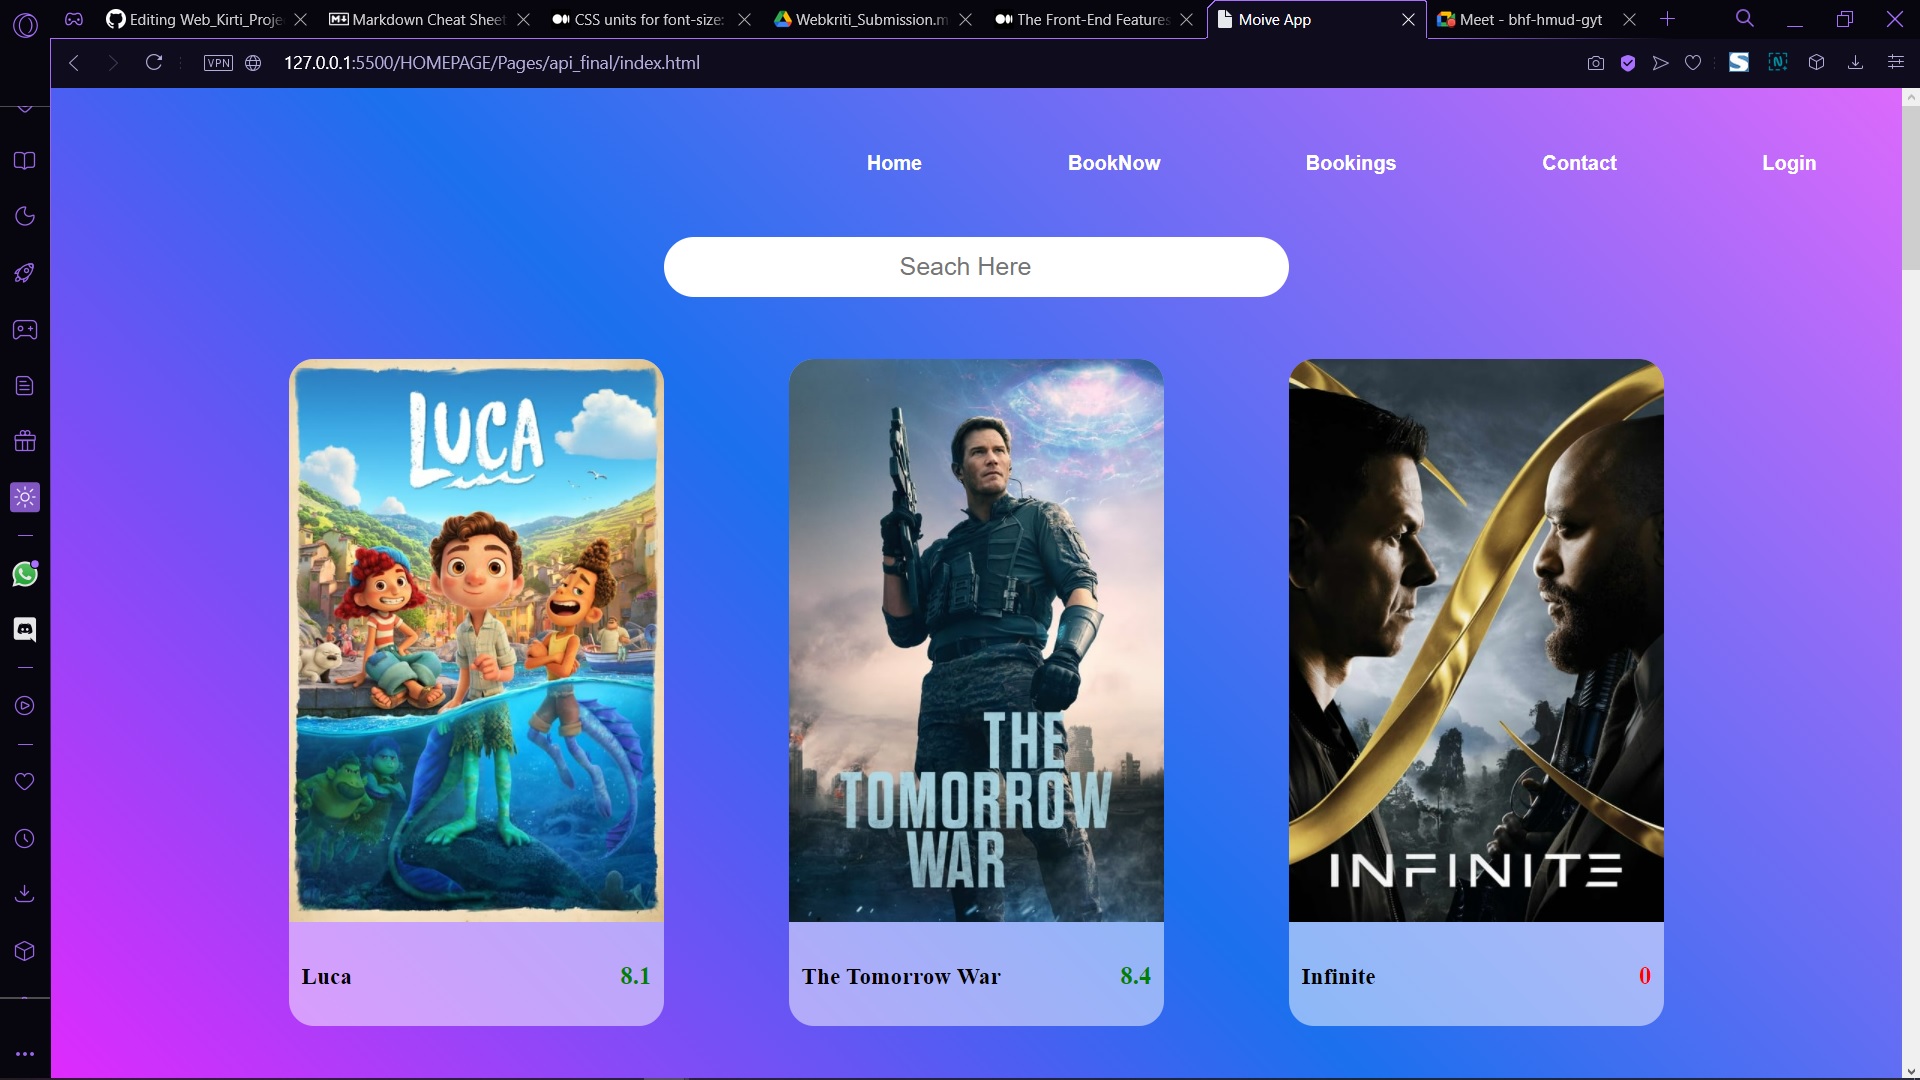 Editing Web_Kirti_Proje
Markdown Cheat Sheet
CSS units for font-size:
Webkriti_Submission.m
The Front-End Features
Moive App
Meet - bhf-hmud-gyt
VPN
127.0.0.1:5500/HOMEPAGE/Pages/api_final/index.html
Home
BookNow
Bookings
Contact
Login
Seach Here
LUCA
THE
TOMORROW
WAR
INFINITE
Luca
8.1
The Tomorrow War
8.4
Infinite
0